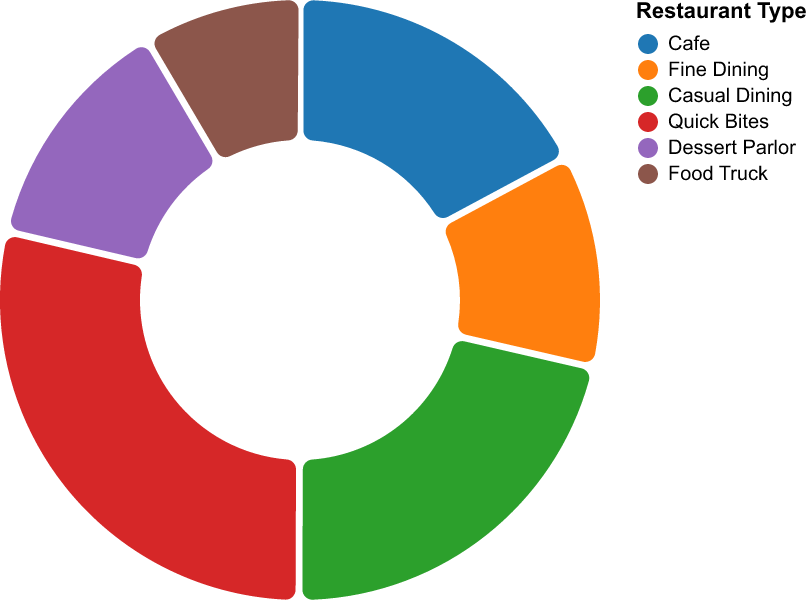 Restaurant Type
Cafe
Fine Dining
Casual Dining
Quick Bites
Dessert Parlor
Food Truck